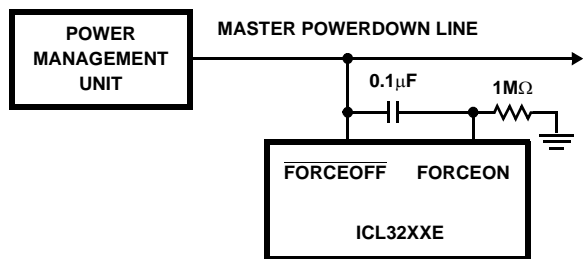 POWER
MANAGEMENT
UNIT
MASTER POWERDOWN LINE
0.1μF
1MΩ
FORCEOFF FORCEON
ICL32XXE